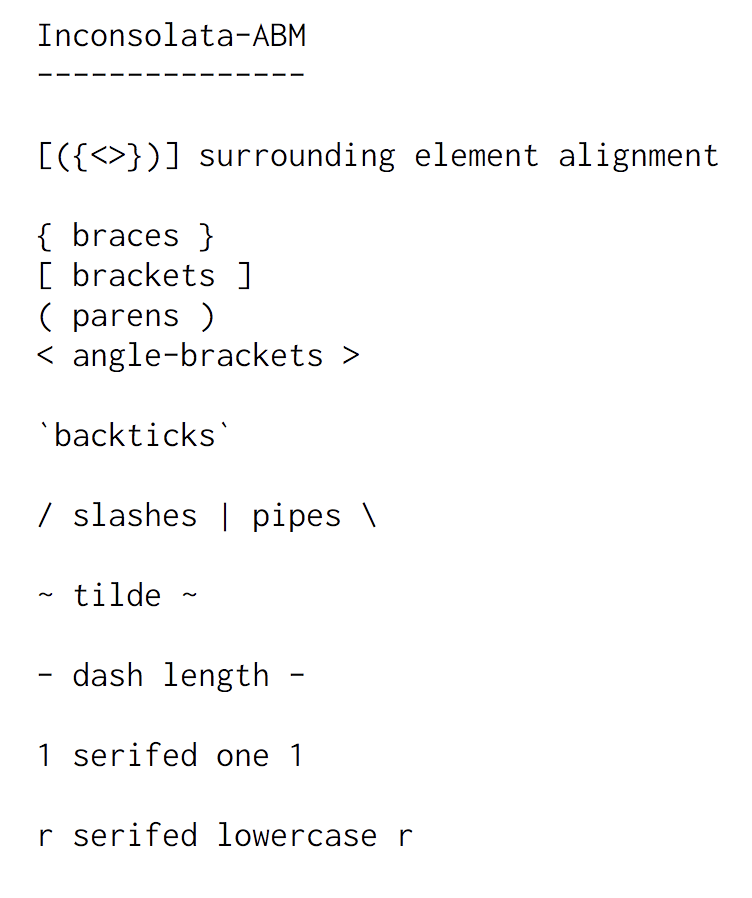 Inconsolata-ABM
---------------
[({<>})] surrounding element alignment
{ braces }
[ brackets ]
( parens )
< angle-brackets >
`backticks`
/ slashes | pipes \
~ tilde ~
- dash length -
1 serifed one 1
r serifed lowercase r